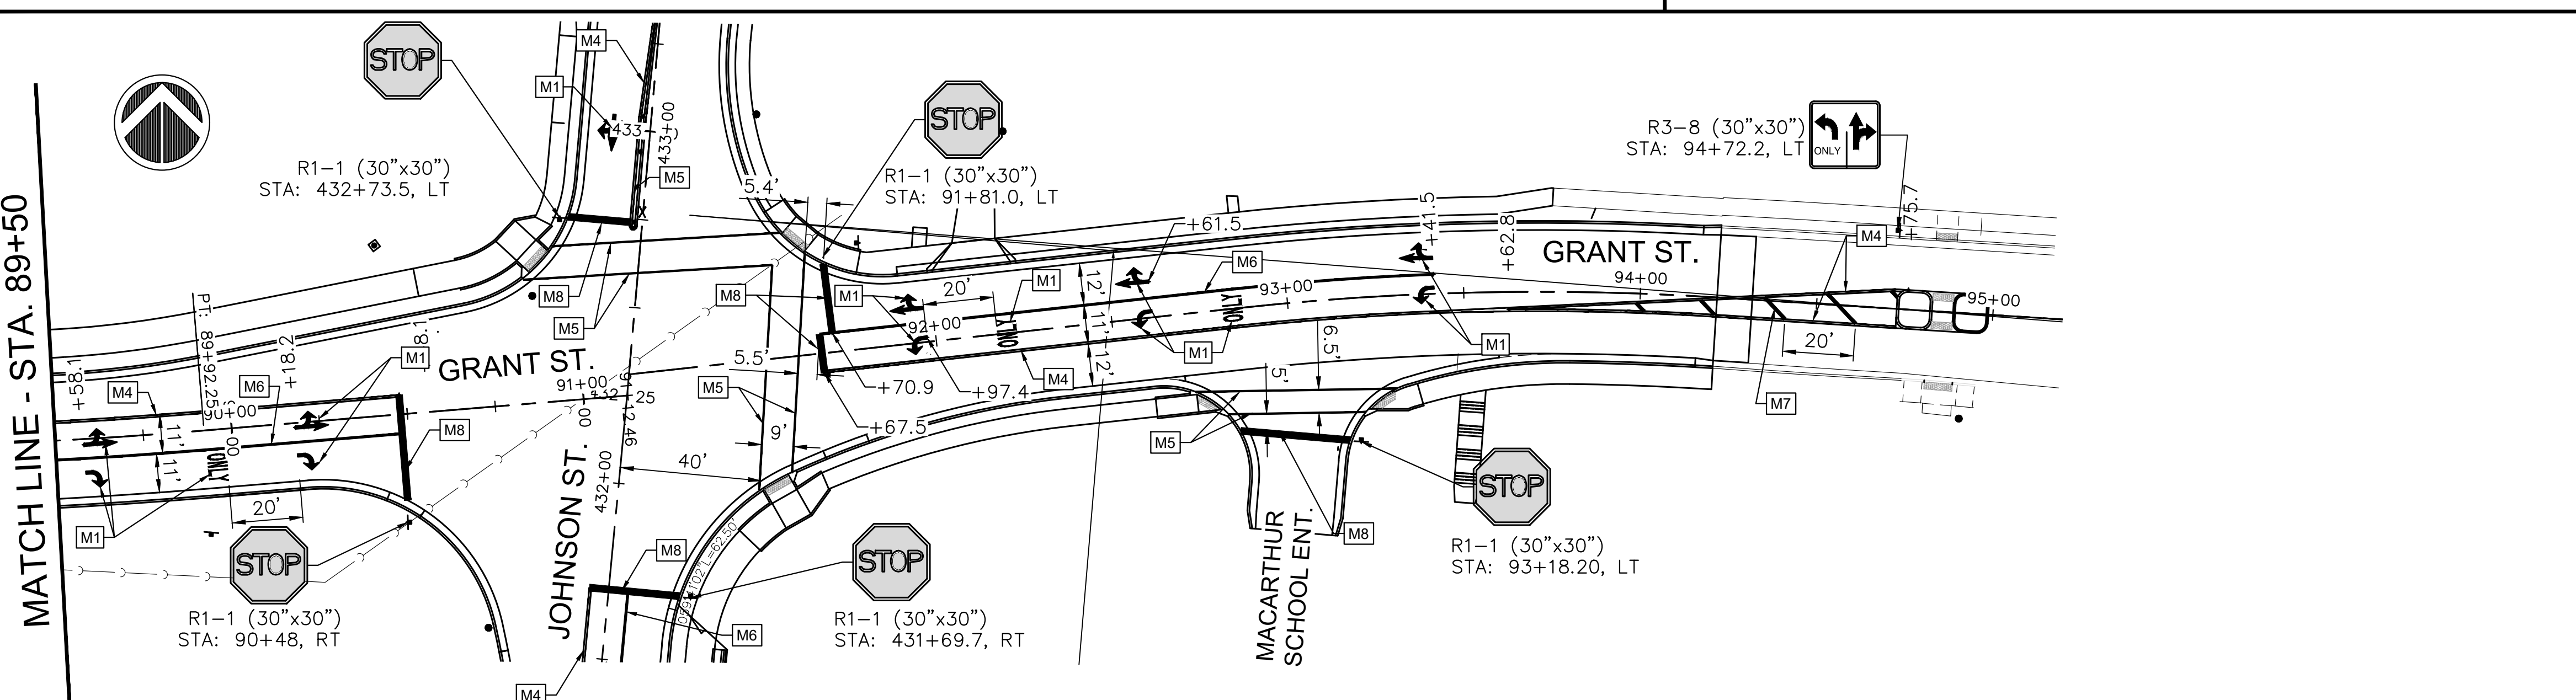 MATCH LINE - STA. 89+50
STOP
R1-1 (30"x30")
STA: 432+73.5, LT
M4
M1
433+00
M5
STOP
R1-1 (30"x30")
STA: 91+81.0, LT
5.4'
R3-8 (30"x30")
STA: 94+72.2, LT
ONLY
+75.7
M4
+61.5
+41.5
+62.8
GRANT ST.
94+00
95+00
M6
93+00
M1
12'
11'
12'
20'
M8
M1
ONLY
ONLY
92+00
M8
M5
PT: 89+92.25
+18.2
+58.1
M4
M6
M1
GRANT ST.
91+00
5.5'
M5
+70.9
+97.4
M4
M1
M1
6.5'
5'
20'
M7
+67.5
9'
40'
M5
M8
11'
11'
ONLY
20'
M1
STOP
R1-1 (30"x30")
STA: 90+48, RT
JOHNSON ST.
432+00
M8
L=62.50'
STOP
R1-1 (30"x30")
STA: 431+69.7, RT
M6
M4
MACARTHUR
SCHOOL ENT.
M8
STOP
R1-1 (30"x30")
STA: 93+18.20, LT